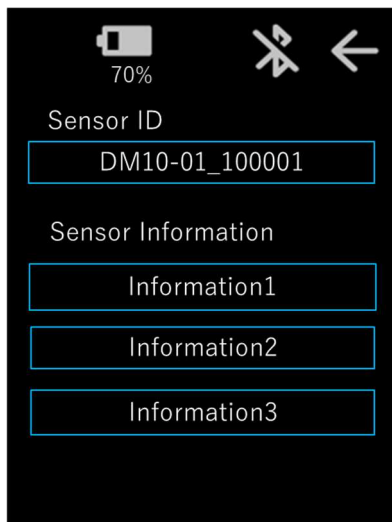 70%
Sensor ID
DM10-01_100001
Sensor Information
Information1
Information2
Information3